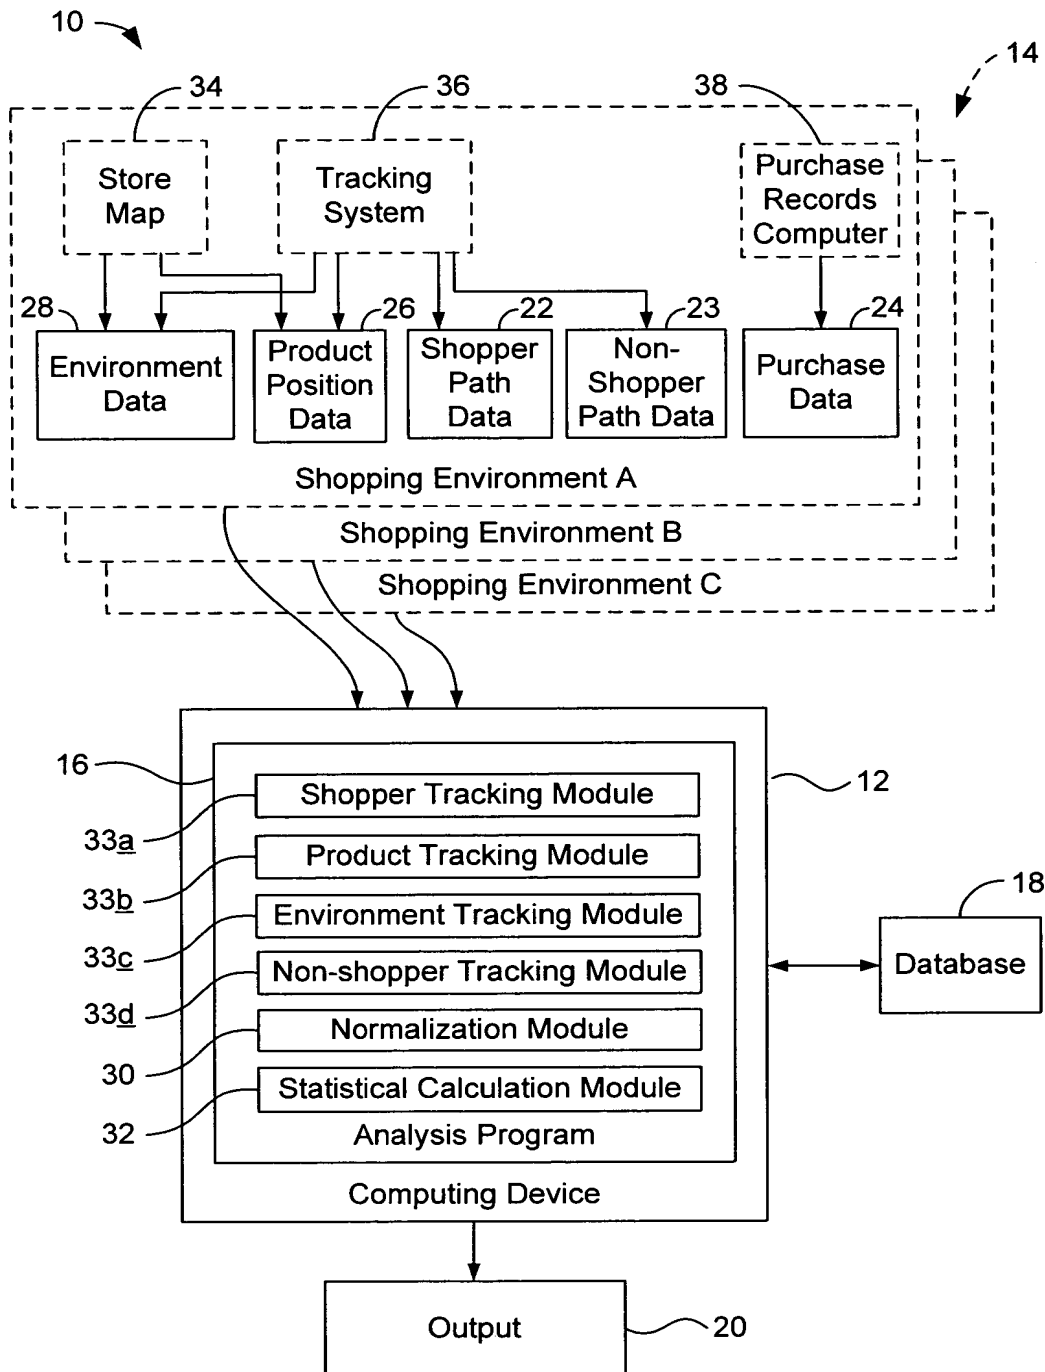 10
14
34
36
38
Store
Map
Tracking
System
Purchase
Records
Computer
28
26
22
23
24
Environment
Data
Product
Position
Data
Shopper
Path
Data
Non-
Shopper
Path Data
Purchase
Data
Shopping Environment A
Shopping Environment B
Shopping Environment C
16
12
33a
Shopper Tracking Module
33b
Product Tracking Module
33c
Environment Tracking Module
33d
Non-shopper Tracking Module
30
Normalization Module
32
Statistical Calculation Module
Analysis Program
Computing Device
18
Database
Output
20